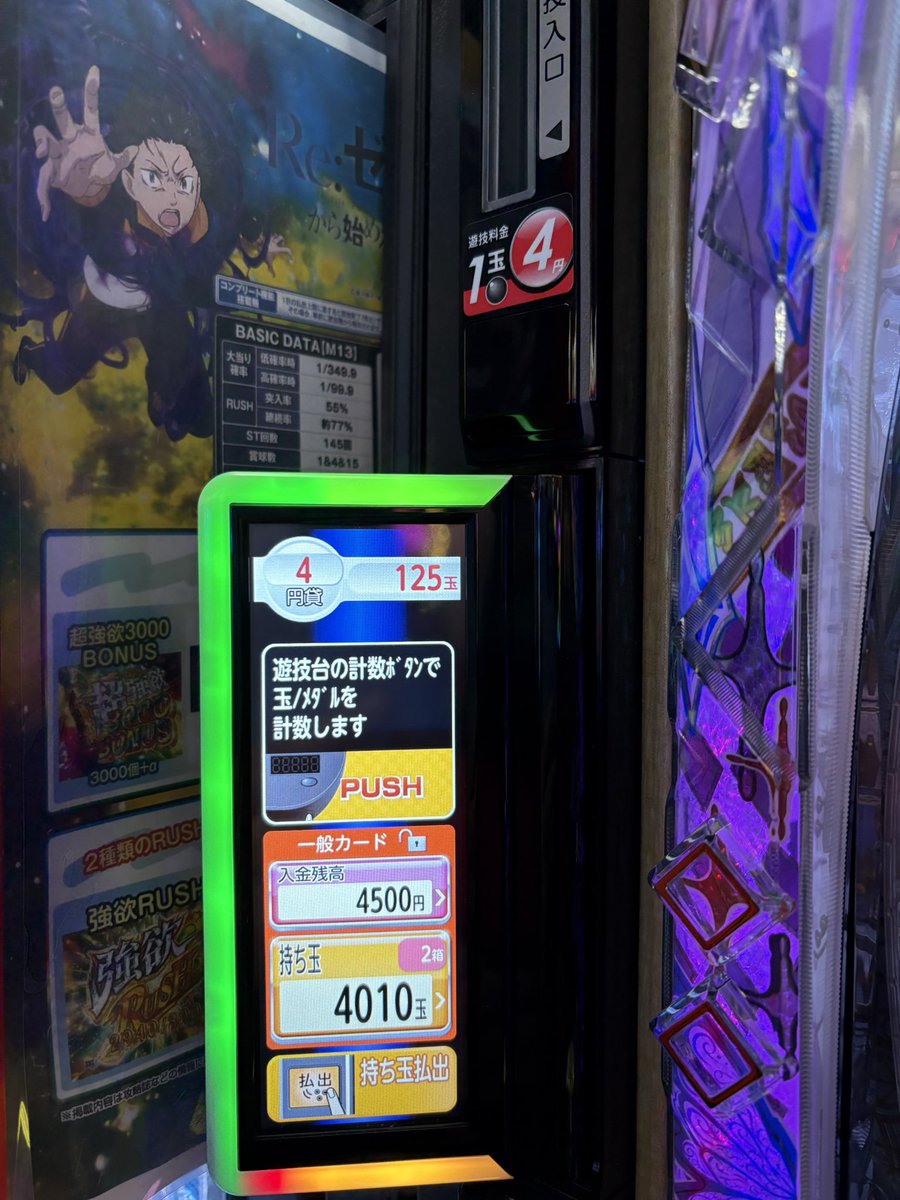 Re:ゼ
から始め
コンプリート機能
搭載機
BASIC DATA[M13]
大当り確率 低確率時 1/349.9
高確率時 1/99.9
RUSH 突入率 55%
継続率 約77%
ST回数 145回
賞球数 1&4&15
超強欲3000
BONUS
3000個+α
2種類のRUSH
強欲RUSH
強欲
RUSH
入口
遊技料金
1玉 4円
4
円貸
125玉
遊技台の計数ﾎﾞﾀﾝで
玉/ﾒﾀﾞﾙを
計数します
PUSH
一般カード
入金残高
4500円
持ち玉
2箱
4010玉
払出
持ち玉払出